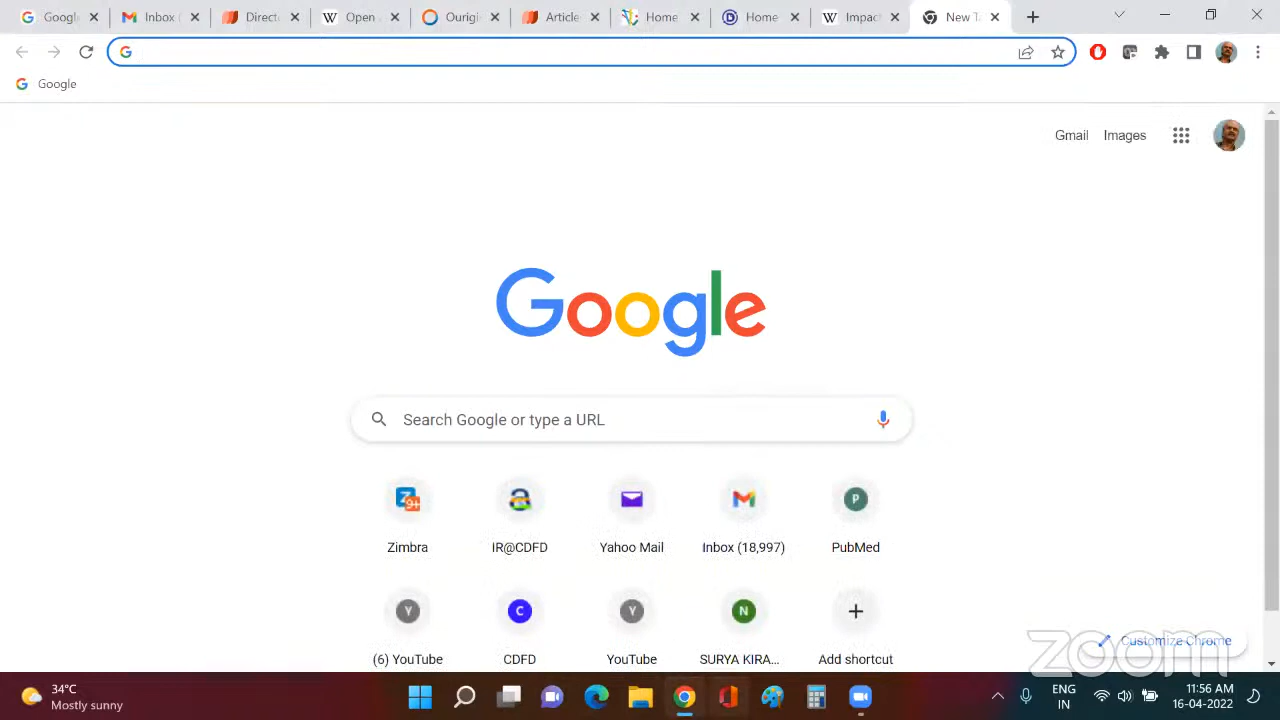 Google
Inbox (
Direct
Open
Ourigi
Article
Home
Home
Impac
New T
Google
Gmail
Images
Google
Search Google or type a URL
Zimbra
IR@CDFD
Yahoo Mail
Inbox (18,997)
PubMed
(6) YouTube
CDFD
YouTube
SURYA KIRA...
Add shortcut
Customize Chrome
zoom
34°C
Mostly sunny
ENG
IN
11:56 AM
16-04-2022